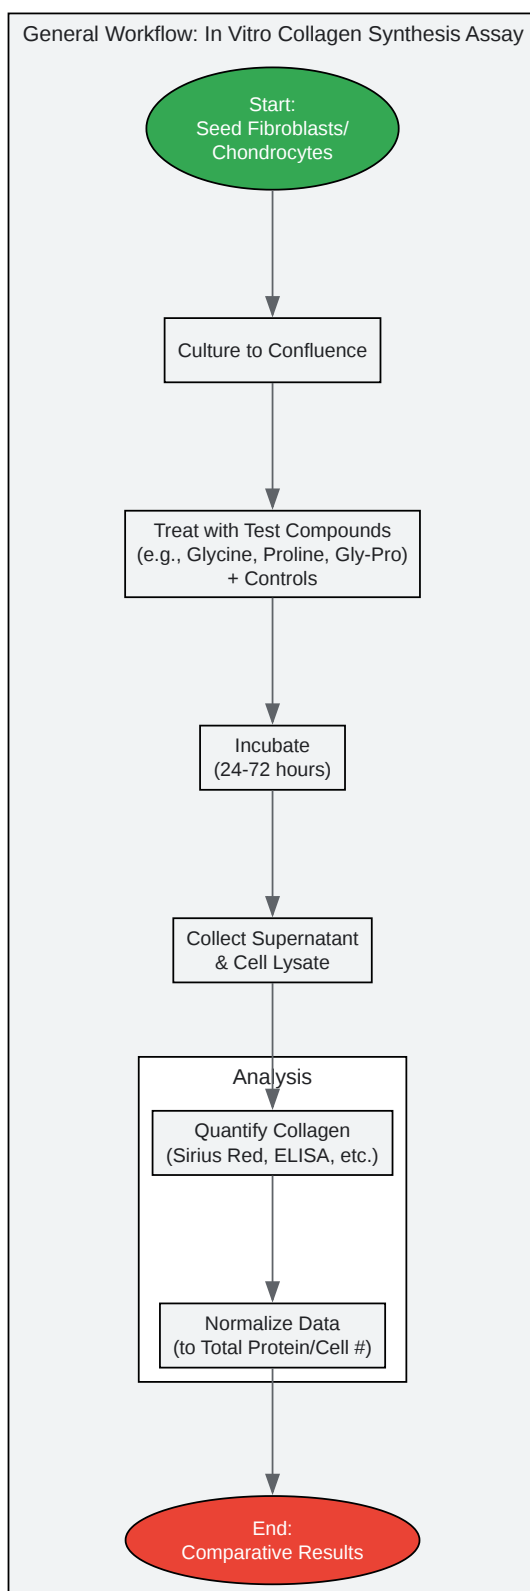 General Workflow: In Vitro Collagen Synthesis Assay
Start:
Seed Fibroblasts/
Chondrocytes
Culture to Confluence
Treat with Test Compounds
(e.g., Glycine, Proline, Gly-Pro)
+ Controls
Incubate
(24-72 hours)
Collect Supernatant
& Cell Lysate
Analysis
Quantify Collagen
(Sirius Red, ELISA, etc.)
Normalize Data
(to Total Protein/Cell #)
End:
Comparative Results